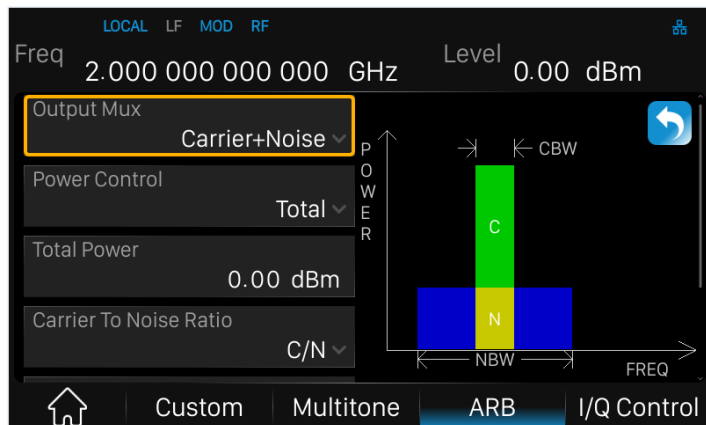 LOCAL LF MOD RF
Freq 2.000 000 000 000 GHz Level 0.00 dBm
Output Mux
Carrier+Noise
Power Control
Total
Total Power
0.00 dBm
Carrier To Noise Ratio
C/N
POWER
CBW
C
N
NBW
FREQ
Custom Multitone ARB I/Q Control